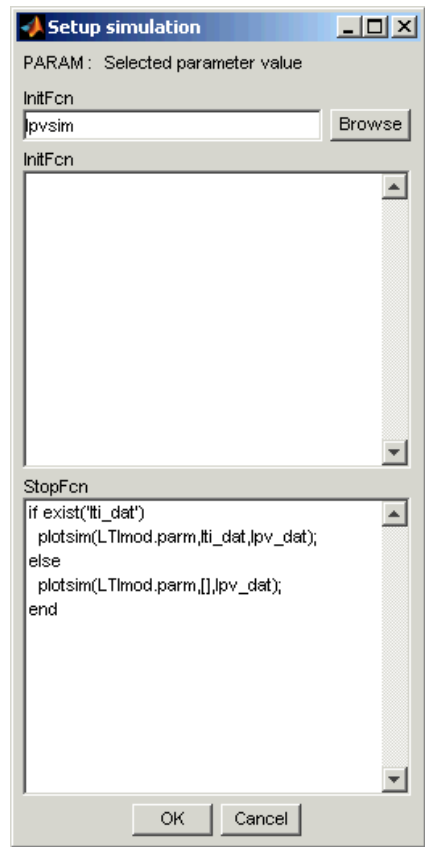 Setup simulation
PARAM : Selected parameter value
InitFcn
lpvsim
Browse
InitFcn
StopFcn
if exist('lti_dat')
plotsim(LTImod.parm,lti_dat,lpv_dat);
else
plotsim(LTImod.parm,[],lpv_dat);
end
OK
Cancel